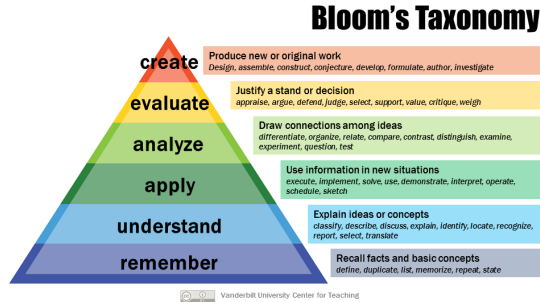 Bloom's Taxonomy
create
Produce new or original work
Design, assemble, construct, conjecture, develop, formulate, author, investigate
evaluate
Justify a stand or decision
appraise, argue, defend, judge, select, support, value, critique, weigh
analyze
Draw connections among ideas
differentiate, organize, relate, compare, contrast, distinguish, examine,
experiment, question, test
apply
Use information in new situations
execute, implement, solve, use, demonstrate, interpret, operate,
schedule, sketch
understand
Explain ideas or concepts
classify, describe, discuss, explain, identify, locate, recognize,
report, select, translate
remember
Recall facts and basic concepts
define, duplicate, list, memorize, repeat, state
Vanderbilt University Center for Teaching